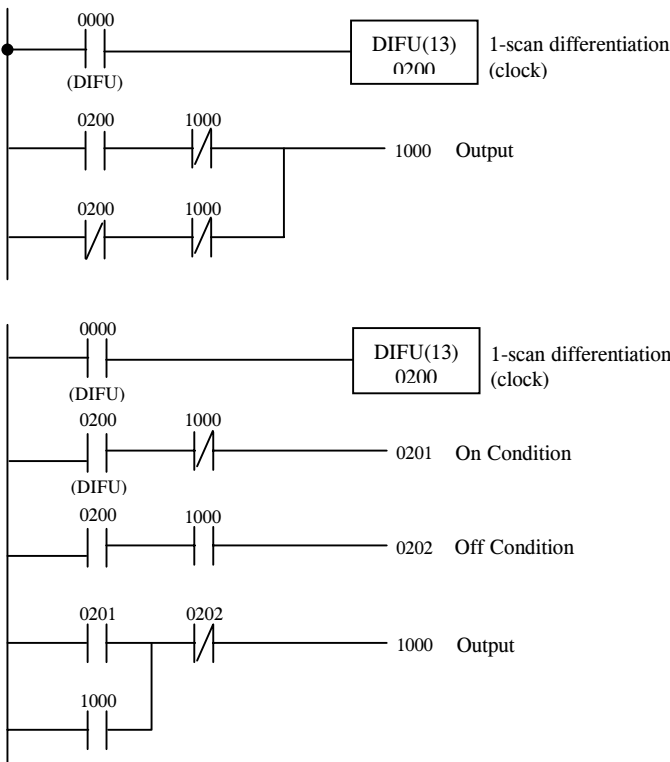 0000
DIFU(13) 1-scan differentiation
0200 (clock)
(DIFU)
0200 1000
1000 Output
0200 1000
0000
DIFU(13) 1-scan differentiation
0200 (clock)
(DIFU)
0200 1000
0201 On Condition
(DIFU)
0200 1000
0202 Off Condition
0201 0202
1000 Output
1000